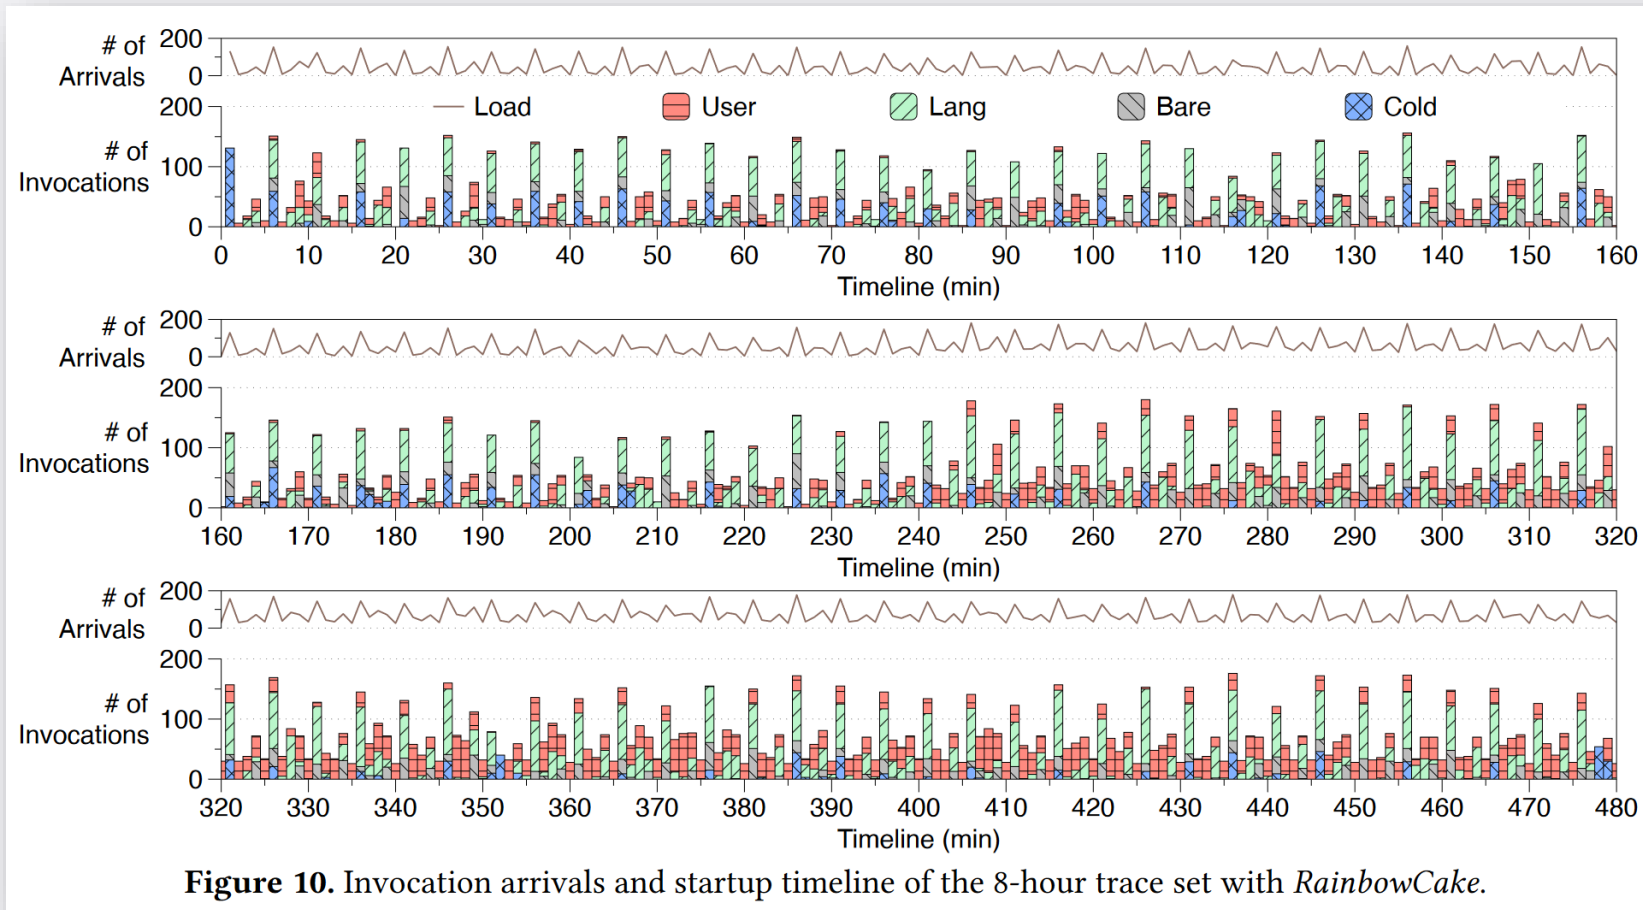 # of
Arrivals
200
0
200
Load User Lang Bare Cold
# of
Invocations
100
0
0 10 20 30 40 50 60 70 80 90 100 110 120 130 140 150 160
Timeline (min)
# of
Arrivals
200
0
200
# of
Invocations
100
0
160 170 180 190 200 210 220 230 240 250 260 270 280 290 300 310 320
Timeline (min)
# of
Arrivals
200
0
200
# of
Invocations
100
0
320 330 340 350 360 370 380 390 400 410 420 430 440 450 460 470 480
Timeline (min)
Figure 10. Invocation arrivals and startup timeline of the 8-hour trace set with RainbowCake.